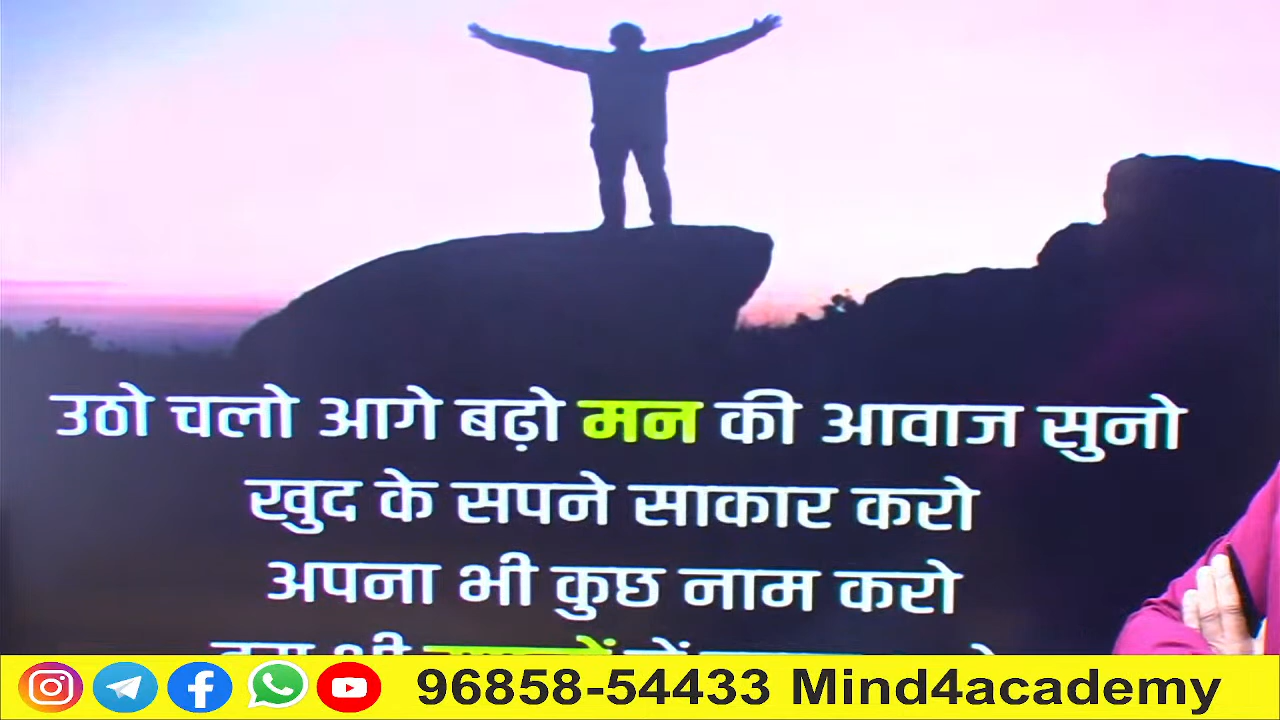 उठो चलो आगे बढ़ो मन की आवाज सुनो
खुद के सपने साकार करो
अपना भी कुछ नाम करो
96858-54433 Mind4academy